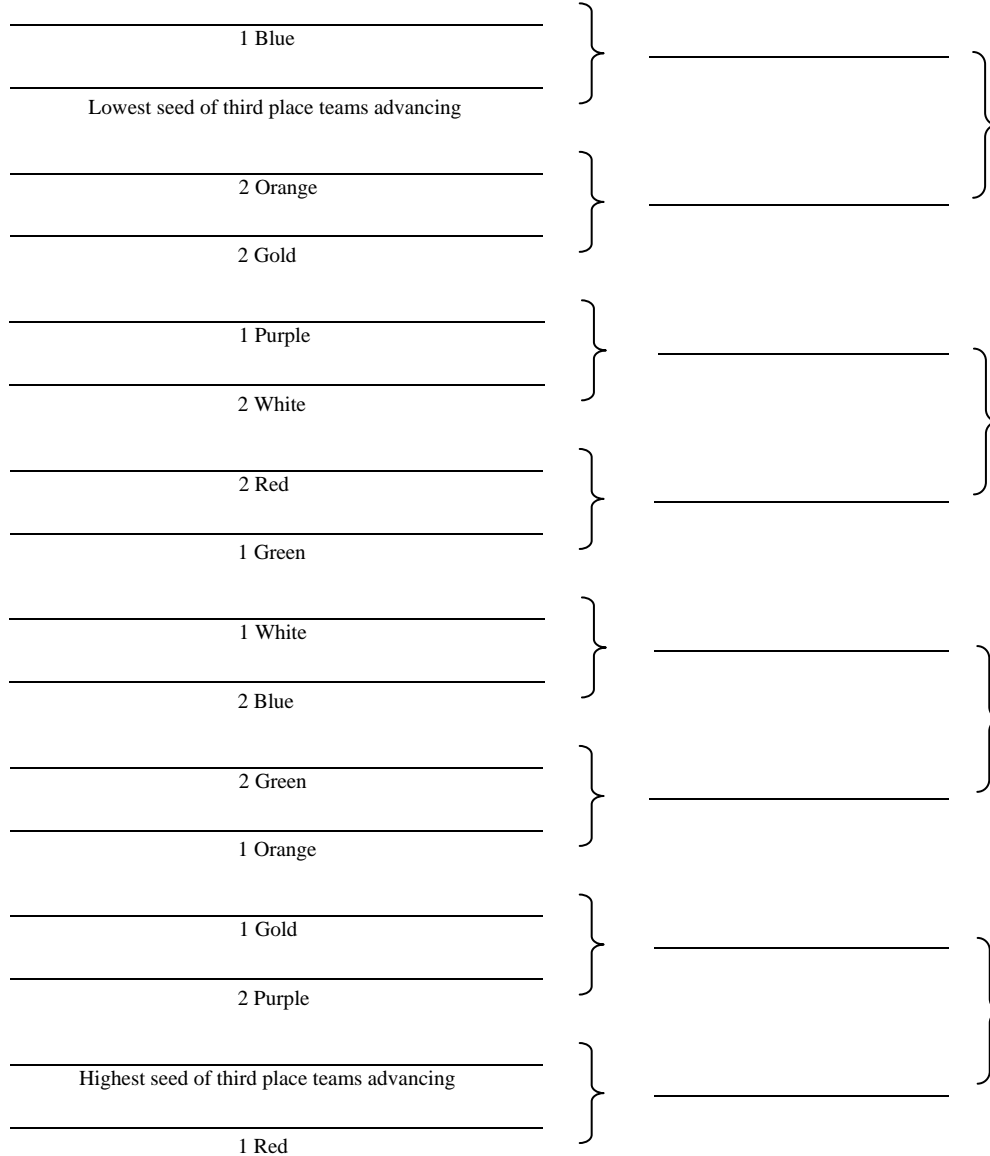 1 Blue
Lowest seed of third place teams advancing
2 Orange
2 Gold
1 Purple
2 White
2 Red
1 Green
1 White
2 Blue
2 Green
1 Orange
1 Gold
2 Purple
Highest seed of third place teams advancing
1 Red